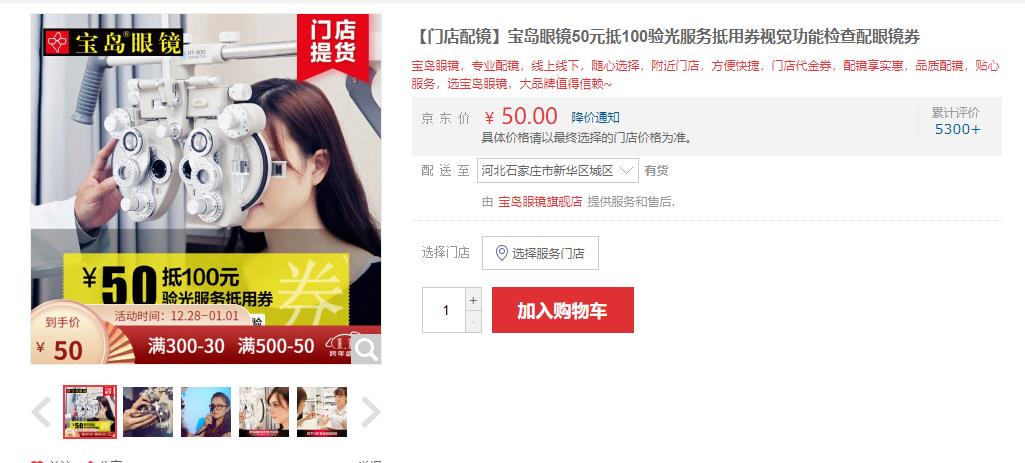 宝岛眼镜®
门店
提货
RT-600
¥50 抵100元
验光服务抵用券
券
验
活动时间：12.28-01.01
到手价
¥ 50
满300-30 满500-50
【门店配镜】宝岛眼镜50元抵100验光服务抵用券视觉功能检查配眼镜券
宝岛眼镜，专业配镜，线上线下，随心选择，附近门店，方便快捷，门店代金券，配镜享实惠，品质配镜，贴心
服务，选宝岛眼镜，大品牌值得信赖~
京 东 价 ￥ 50.00 降价通知
累计评价
5300+
具体价格请以最终选择的门店价格为准。
配 送 至 河北石家庄市新华区城区 有货
由 宝岛眼镜旗舰店 提供服务和售后.
选择门店 选择服务门店
1 + -
加入购物车